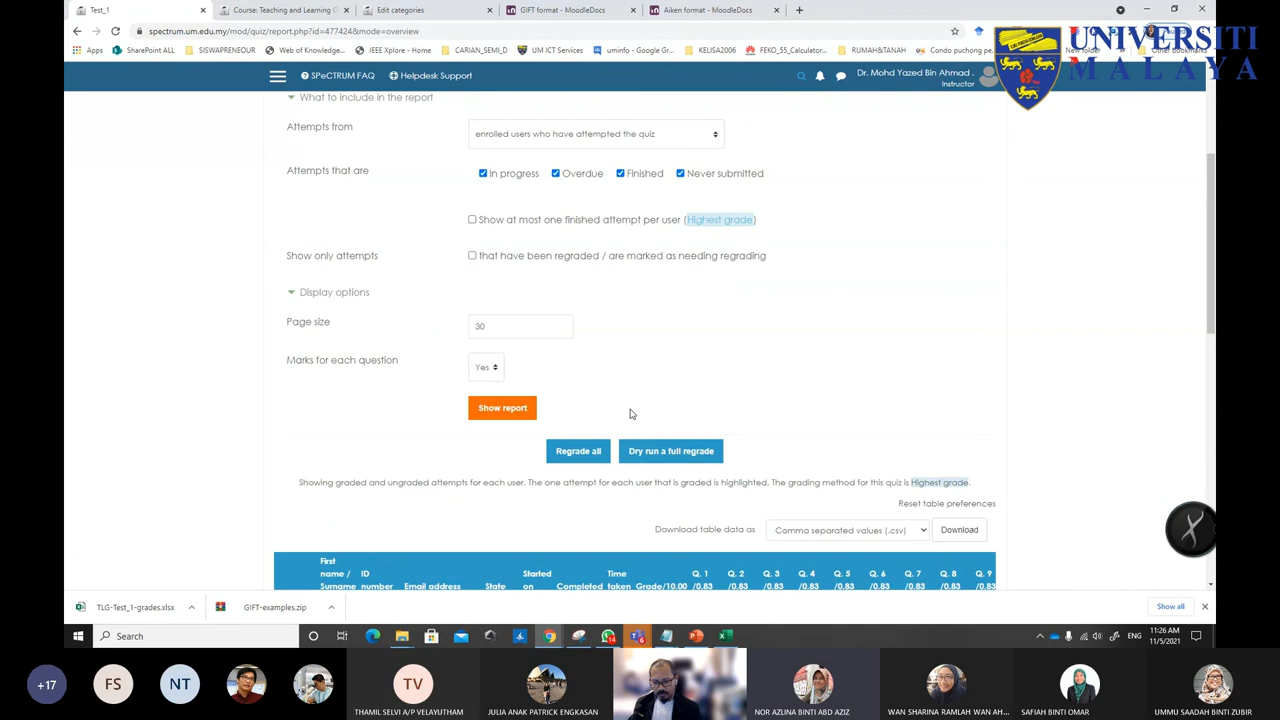 Test_1
Course: Teaching and Learning G
Edit categories
GIFT format - MoodleDocs
Aiken format - MoodleDocs
spectrum.um.edu.my/mod/quiz/report.php?id=477424&mode=overview
Apps
SharePoint ALL
SISWAPRENEOUR
Web of Knowledge...
IEEE Xplore - Home
CARIAN_SEMI_D
UM ICT Services
uminfo - Google Gr...
KELISA2006
FEKO_55_Calculator...
RUMAH&TANAH
Condo puchong pe...
New folder
Other bookmarks
UNIVERSITI
MALAYA
SPeCTRUM FAQ
Helpdesk Support
Dr. Mohd Yazed Bin Ahmad .
Instructor
What to include in the report
Attempts from
enrolled users who have attempted the quiz
Attempts that are
In progress
Overdue
Finished
Never submitted
Show at most one finished attempt per user (Highest grade)
Show only attempts
that have been regraded / are marked as needing regrading
Display options
Page size
30
Marks for each question
Yes
Show report
Regrade all
Dry run a full regrade
Showing graded and ungraded attempts for each user. The one attempt for each user that is graded is highlighted. The grading method for this quiz is Highest grade.
Reset table preferences
Download table data as
Comma separated values (.csv)
Download
First
name / ID Started Time Q. 1 Q. 2 Q. 3 Q. 4 Q. 5 Q. 6 Q. 7 Q. 8 Q. 9
Surname number Email address State on Completed taken Grade/10.00 /0.83 /0.83 /0.83 /0.83 /0.83 /0.83 /0.83 /0.83 /0.83
TLG-Test_1-grades.xlsx
GIFT-examples.zip
Show all
Search
ENG
11:26 AM
11/5/2021
+17
FS
NT
TV
THAMIL SELVI A/P VELAYUTHAM
JULIA ANAK PATRICK ENGKASAN
NOR AZLINA BINTI ABD AZIZ
WAN SHARINA RAMLAH WAN AH...
SAFIAH BINTI OMAR
UMMU SAADAH BINTI ZUBIR